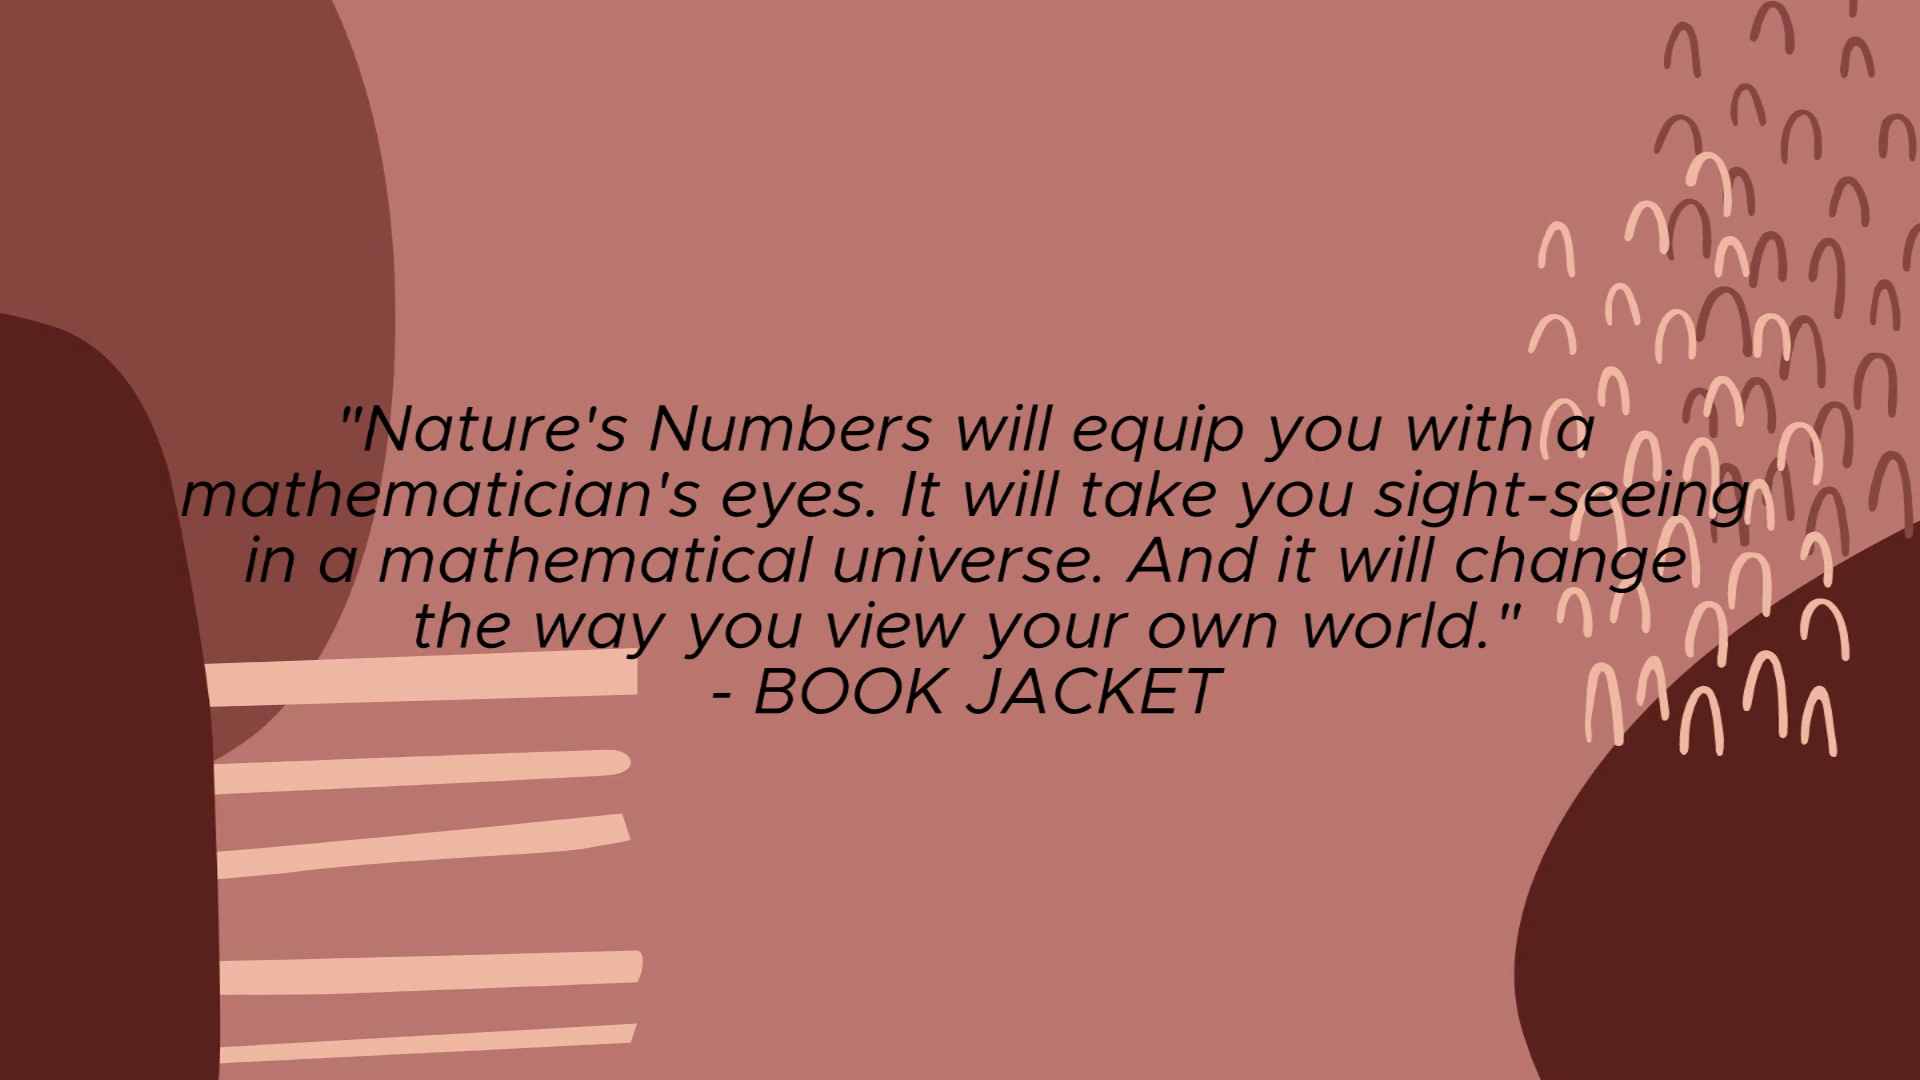 "Nature's Numbers will equip you with a
mathematician's eyes. It will take you sight-seeing
in a mathematical universe. And it will change
the way you view your own world."
- BOOK JACKET